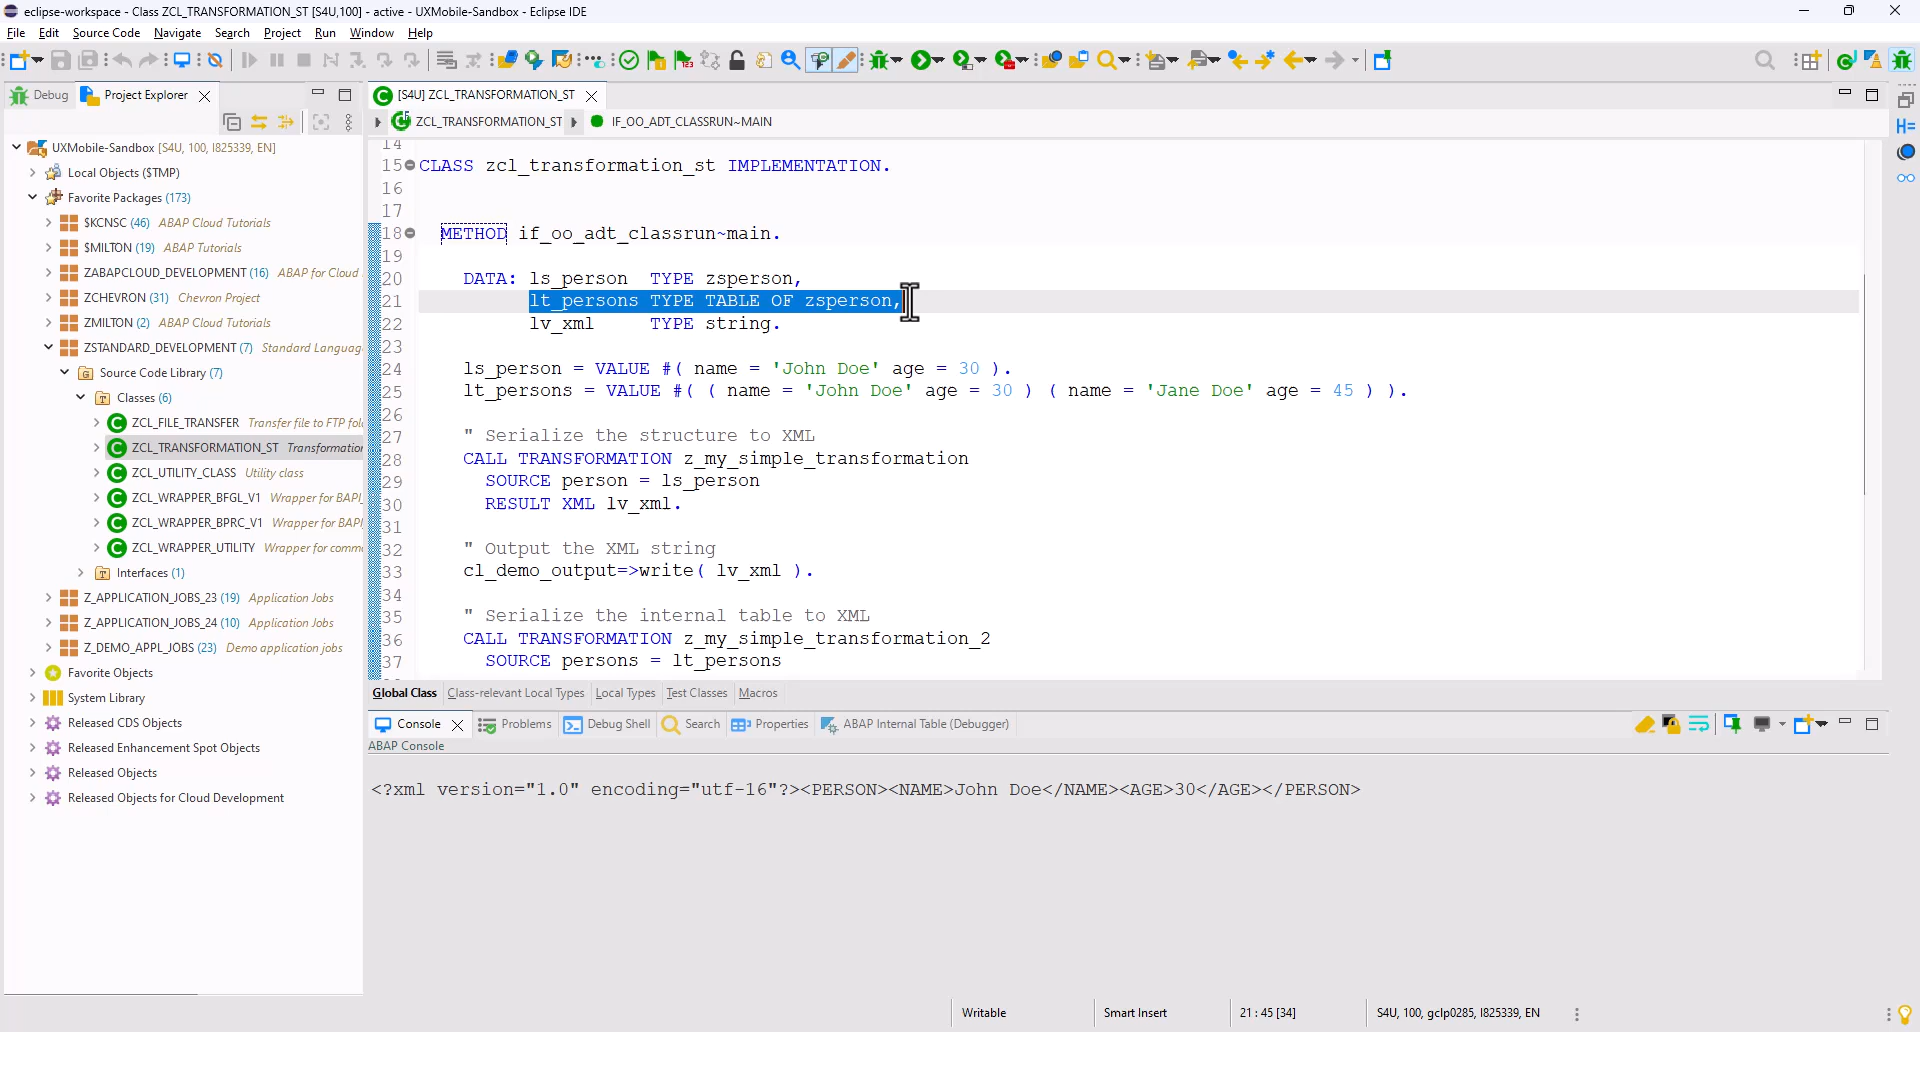 eclipse-workspace - Class ZCL_TRANSFORMATION_ST [S4U,100] - active - UXMobile-Sandbox - Eclipse IDE
File Edit Source Code Navigate Search Project Run Help
Debug Project Explorer
UXMobile-Sandbox [S4U, 100, I825339, EN]
Local Objects ($TMP)
Favorite Packages (173)
$KCNSC (46) ABAP Cloud Tutorials
$MILTON (19) ABAP Tutorials
ZABAPCLOUD_DEVELOPMENT (16) ABAP for Cloud
ZCHEVRON (31) Chevron Project
ZMILTON (2) ABAP Cloud Tutorials
ZSTANDARD_DEVELOPMENT (7) Standard Languag
Source Code Library (7)
Classes (6)
ZCL_FILE_TRANSFER Transfer file to FTP fol
ZCL_TRANSFORMATION_ST Transformation
ZCL_UTILITY_CLASS Utility class
ZCL_WRAPPER_BFGL_V1 Wrapper for BAPI_
ZCL_WRAPPER_BPRC_V1 Wrapper for BAPI
ZCL_WRAPPER_UTILITY Wrapper for comm
Interfaces (1)
Z_APPLICATION_JOBS_23 (19) Application Jobs
Z_APPLICATION_JOBS_24 (10) Application Jobs
Z_DEMO_APPL_JOBS (23) Demo application jobs
Favorite Objects
System Library
Released CDS Objects
Released Enhancement Spot Objects
Released Objects
Released Objects for Cloud Development
[S4U] ZCL_TRANSFORMATION_ST
ZCL_TRANSFORMATION_ST IF_OO_ADT_CLASSRUN~MAIN
14
15 CLASS zcl_transformation_st IMPLEMENTATION.
16
17
18 METHOD if_oo_adt_classrun~main.
19
20 DATA: ls_person TYPE zsperson,
21 lt_persons TYPE TABLE OF zsperson,
22 lv_xml TYPE string.
23
24 ls_person = VALUE #( name = 'John Doe' age = 30 ).
25 lt_persons = VALUE #( ( name = 'John Doe' age = 30 ) ( name = 'Jane Doe' age = 45 ) ).
26
27 " Serialize the structure to XML
28 CALL TRANSFORMATION z_my_simple_transformation
29 SOURCE person = ls_person
30 RESULT XML lv_xml.
31
32 " Output the XML string
33 cl_demo_output=>write( lv_xml ).
34
35 " Serialize the internal table to XML
36 CALL TRANSFORMATION z_my_simple_transformation_2
37 SOURCE persons = lt_persons
Global Class Class-relevant Local Types Local Types Test Classes Macros
Console Problems Debug Shell Search Properties ABAP Internal Table (Debugger)
ABAP Console
<?xml version="1.0" encoding="utf-16"?><PERSON><NAME>John Doe</NAME><AGE>30</AGE></PERSON>
Writable Smart Insert 21 : 45 [34] S4U, 100, gclp0285, I825339, EN